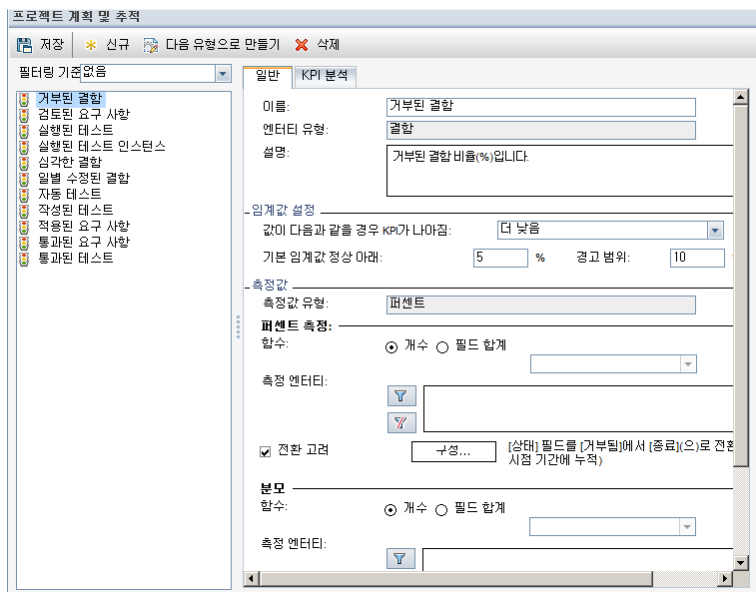 프로젝트 계획 및 추적
저장 신규 다음 유형으로 만들기 삭제
필터링 기준 없음
거부된 결함
검토된 요구 사항
실행된 테스트
실행된 테스트 인스턴스
심각한 결함
일별 수정된 결함
자동 테스트
작성된 테스트
적용된 요구 사항
통과된 요구 사항
통과된 테스트
일반 KPI 분석
이름: 거부된 결함
엔터티 유형: 결함
설명: 거부된 결함 비율(%)입니다.
임계값 설정
값이 다음과 같을 경우 KPI가 나아짐: 더 낮음
기본 임계값 정상 아래: 5 % 경고 범위: 10
측정값
측정값 유형: 퍼센트
퍼센트 측정:
함수: 개수 필드 합계
측정 엔터티:
전환 고려 구성... [상태] 필드를 [거부됨]에서 [종료](으)로 전환
시점 기간에 누적)
분모
함수: 개수 필드 합계
측정 엔터티: